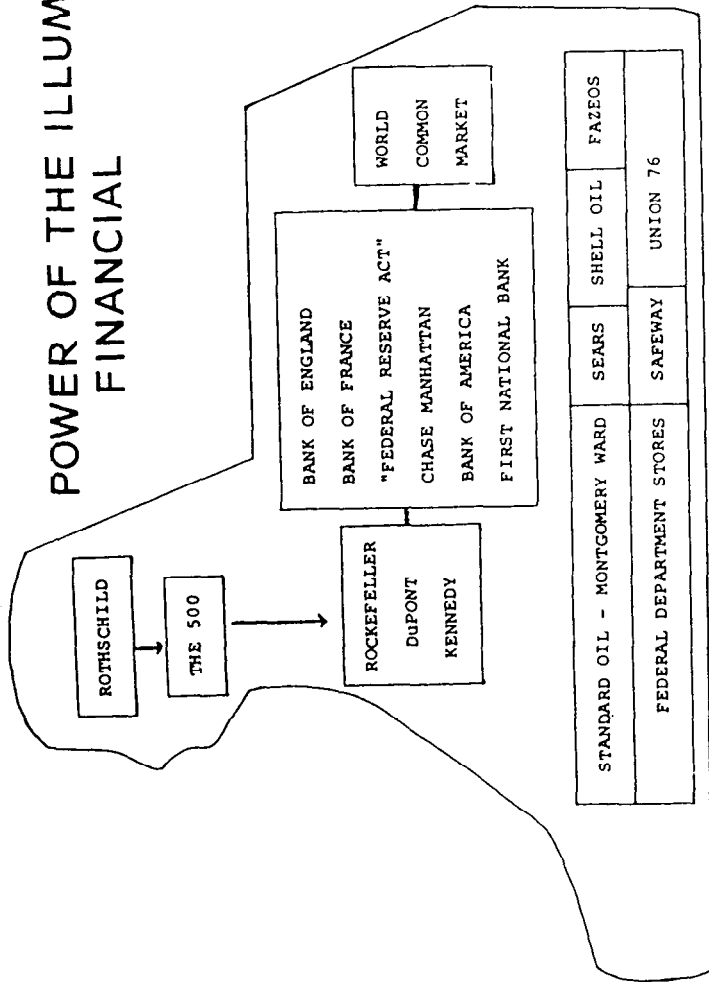 POWER OF THE ILLUM
FINANCIAL
ROTHSCHILD
THE 500
ROCKEFELLER
DuPONT
KENNEDY
BANK OF ENGLAND
BANK OF FRANCE
"FEDERAL RESERVE ACT"
CHASE MANHATTAN
BANK OF AMERICA
FIRST NATIONAL BANK
WORLD
COMMON
MARKET
STANDARD OIL - MONTGOMERY WARD SEARS SHELL OIL FAZEOS
FEDERAL DEPARTMENT STORES SAFEWAY UNION 76